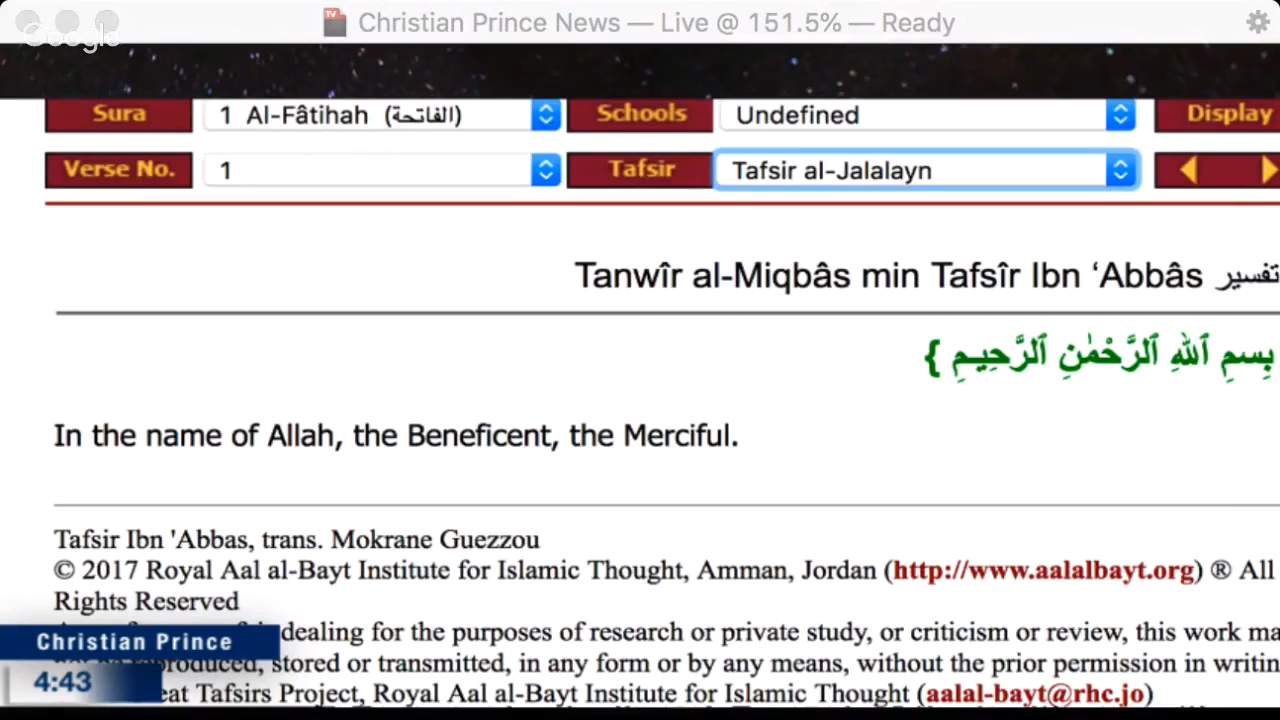 Christian Prince News — Live @ 151.5% — Ready
Google
Sura 1 Al-Fâtihah (الفاتحة) Schools Undefined Display
Verse No. 1 Tafsir Tafsir al-Jalalayn
Tanwîr al-Miqbâs min Tafsîr Ibn ‘Abbâs تفسير
بِسمِ ٱللَّهِ ٱلرَّحْمٰنِ ٱلرَّحِيـمِ }
In the name of Allah, the Beneficent, the Merciful.
Tafsir Ibn 'Abbas, trans. Mokrane Guezzou
© 2017 Royal Aal al-Bayt Institute for Islamic Thought, Amman, Jordan (http://www.aalalbayt.org) ® All
Rights Reserved
dealing for the purposes of research or private study, or criticism or review, this work
Christian Prince
reproduced, stored or transmitted, in any form or by any means, without the prior permission in
4:43
Tafsirs Project, Royal Aal al-Bayt Institute for Islamic Thought (aalal-bayt@rhc.jo)